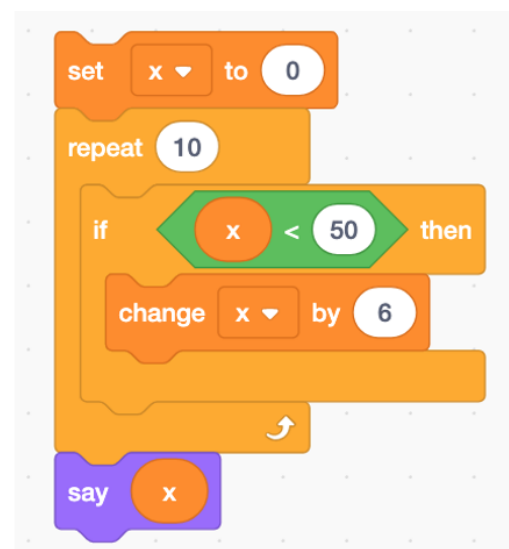 set x to 0
repeat 10
if x < 50 then
change x by 6
say x